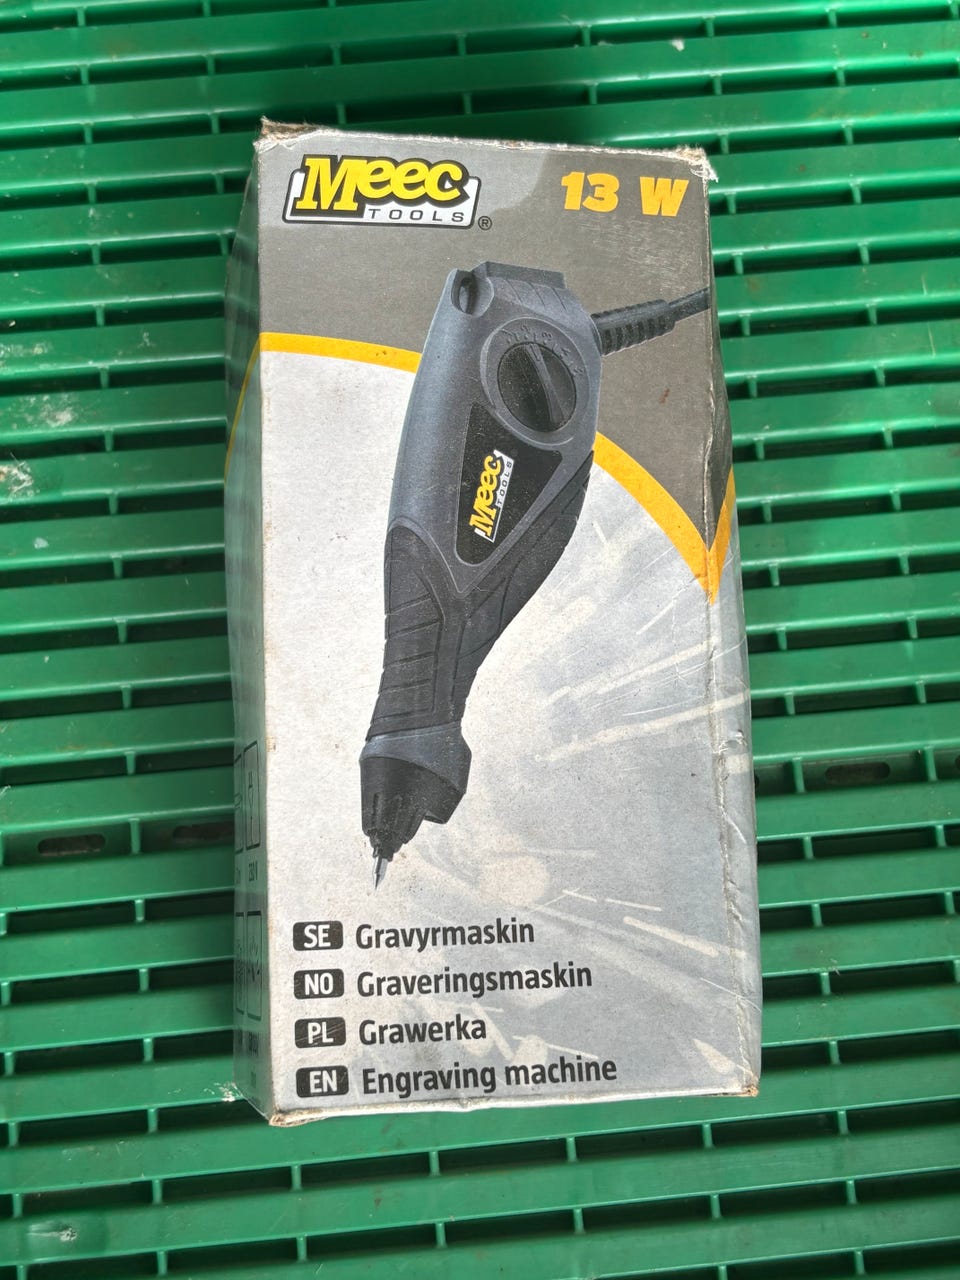 Meec
TOOLS®
13 W
Meec
TOOLS
SE Gravyrmaskin
NO Graveringsmaskin
PL Grawerka
EN Engraving machine